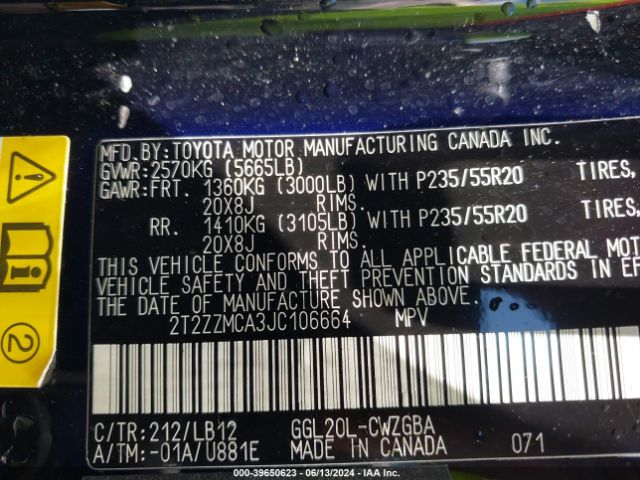 MFD. BY: TOYOTA MOTOR MANUFACTURING CANADA INC.
GVWR: 2570KG (5665LB)
GAWR: FRT. 1360KG (3000LB) WITH P235/55R20 TIRES,
20X8J RIMS.
RR. 1410KG (3105LB) WITH P235/55R20 TIRES,
20X8J RIMS.
THIS VEHICLE CONFORMS TO ALL APPLICABLE FEDERAL MOT
VEHICLE SAFETY AND THEFT PREVENTION STANDARDS IN EF
THE DATE OF MANUFACTURE SHOWN ABOVE.
2T2ZZMCA3JC106664 MPV
C/TR: 212/LB12 GGL20L-CWZGBA
A/TM: -01A/U881E MADE IN CANADA 071
000-39650623 - 06/13/2024 - IAA Inc.